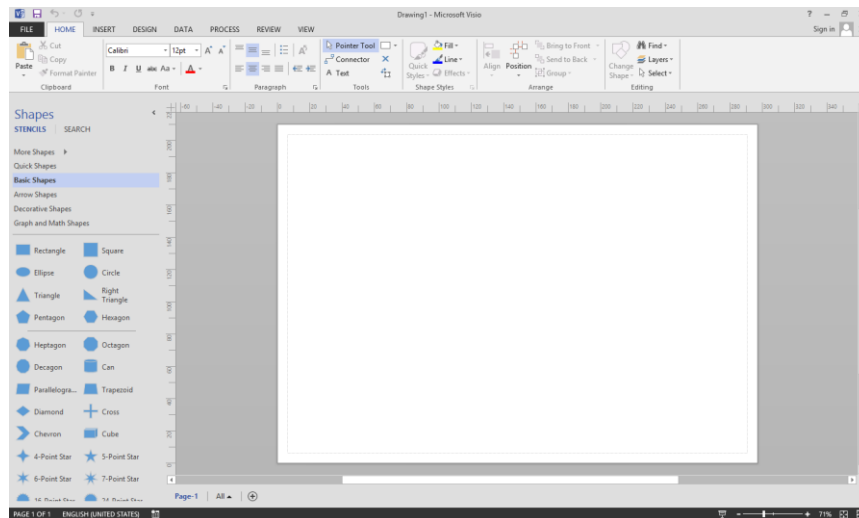 Drawing1 - Microsoft Visio
FILE HOME INSERT DESIGN DATA PROCESS REVIEW VIEW Sign in
Cut
Copy
Format Painter
Paste
Clipboard
Calibri 12pt
B I U abc Aa A
Font
Paragraph
Pointer Tool
Connector
A Text
Tools
Quick Styles
Fill
Line
Effects
Shape Styles
Align Position
Bring to Front
Send to Back
Group
Arrange
Change Shape
Find
Layers
Select
Editing
Shapes
STENCILS SEARCH
More Shapes
Quick Shapes
Basic Shapes
Arrow Shapes
Decorative Shapes
Graph and Math Shapes
Rectangle Square
Ellipse Circle
Triangle Right Triangle
Pentagon Hexagon
Heptagon Octagon
Decagon Can
Parallelogra... Trapezoid
Diamond Cross
Chevron Cube
4-Point Star 5-Point Star
6-Point Star 7-Point Star
Page-1 All
PAGE 1 OF 1 ENGLISH (UNITED STATES) 71%